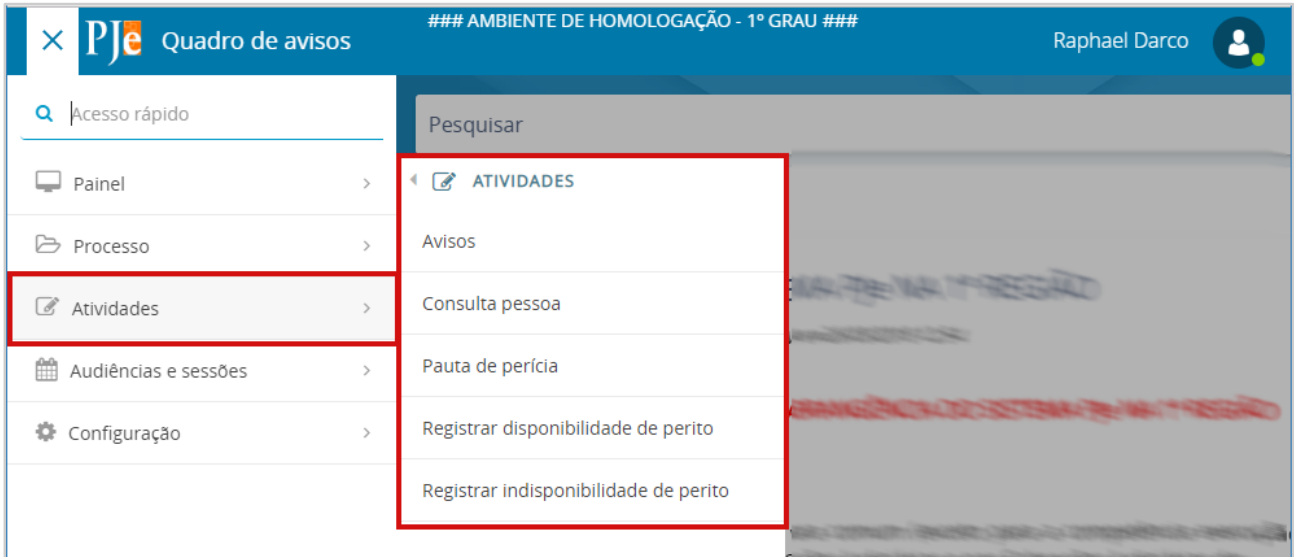 ### AMBIENTE DE HOMOLOGAÇÃO - 1º GRAU ###
PJe Quadro de avisos
Raphael Darco
Acesso rápido
Pesquisar
Painel
Processo
Atividades
Audiências e sessões
Configuração
ATIVIDADES
Avisos
Consulta pessoa
Pauta de perícia
Registrar disponibilidade de perito
Registrar indisponibilidade de perito